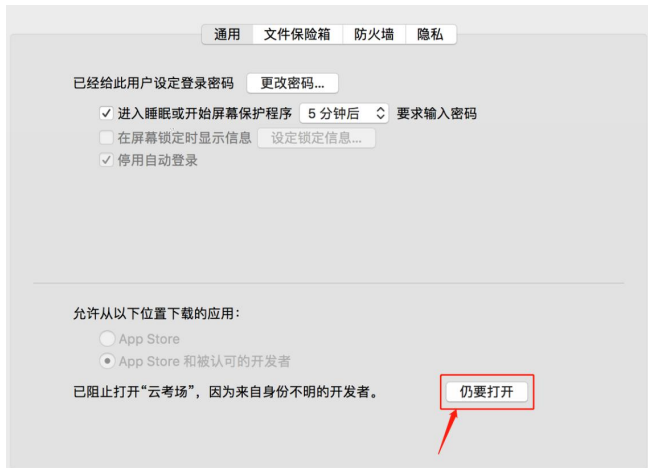 通用 文件保险箱 防火墙 隐私
已经给此用户设定登录密码 更改密码...
进入睡眠或开始屏幕保护程序 5 分钟后 要求输入密码
在屏幕锁定时显示信息 设定锁定信息...
停用自动登录
允许从以下位置下载的应用：
App Store
App Store 和被认可的开发者
已阻止打开“云考场”，因为来自身份不明的开发者。 仍要打开